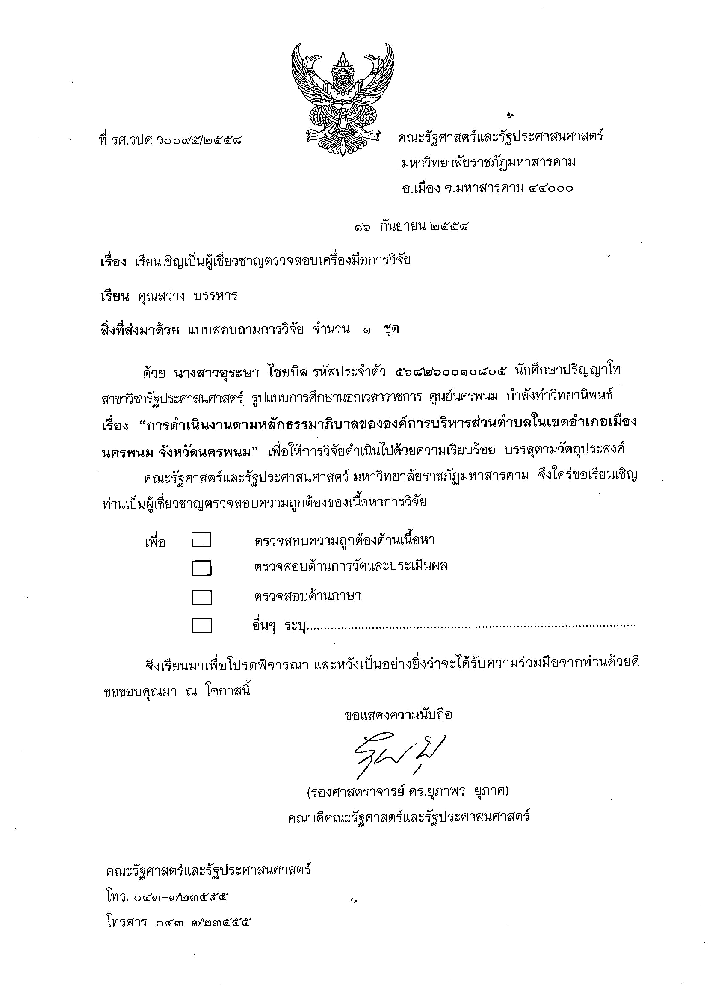 ที่ รศ.รปศ ว๐๐๙๕/๒๕๕๘
คณะรัฐศาสตร์และรัฐประศาสนศาสตร์
มหาวิทยาลัยราชภัฏมหาสารคาม
อ.เมือง จ.มหาสารคาม ๔๔๐๐๐
๑๖ กันยายน ๒๕๕๘
เรื่อง เรียนเชิญเป็นผู้เชี่ยวชาญตรวจสอบเครื่องมือการวิจัย
เรียน คุณสว่าง บรรหาร
สิ่งที่ส่งมาด้วย แบบสอบถามการวิจัย จำนวน ๑ ชุด
ด้วย นางสาวอุระษา ไชยบิล รหัสประจำตัว ๕๖๘๒๖๐๐๑๐๘๐๕ นักศึกษาปริญญาโท
สาขาวิชารัฐประศาสนศาสตร์ รูปแบบการศึกษานอกเวลาราชการ ศูนย์นครพนม กำลังทำวิทยานิพนธ์
เรื่อง “การดำเนินงานตามหลักธรรมาภิบาลขององค์การบริหารส่วนตำบลในเขตอำเภอเมือง
นครพนม จังหวัดนครพนม” เพื่อให้การวิจัยดำเนินไปด้วยความเรียบร้อย บรรลุตามวัตถุประสงค์
คณะรัฐศาสตร์และรัฐประศาสนศาสตร์ มหาวิทยาลัยราชภัฏมหาสารคาม จึงใคร่ขอเรียนเชิญ
ท่านเป็นผู้เชี่ยวชาญตรวจสอบความถูกต้องของเนื้อหาการวิจัย
เพื่อ ตรวจสอบความถูกต้องด้านเนื้อหา
ตรวจสอบด้านการวัดและประเมินผล
ตรวจสอบด้านภาษา
อื่นๆ ระบุ..........................................................................................
จึงเรียนมาเพื่อโปรดพิจารณา และหวังเป็นอย่างยิ่งว่าจะได้รับความร่วมมือจากท่านด้วยดี
ขอขอบคุณมา ณ โอกาสนี้
ขอแสดงความนับถือ
(รองศาสตราจารย์ ดร.ยุภาพร ยุภาศ)
คณบดีคณะรัฐศาสตร์และรัฐประศาสนศาสตร์
คณะรัฐศาสตร์และรัฐประศาสนศาสตร์
โทร. ๐๔๓-๓/๒๓๕๕๕
โทรสาร ๐๔๓-๓/๒๓๕๕๕